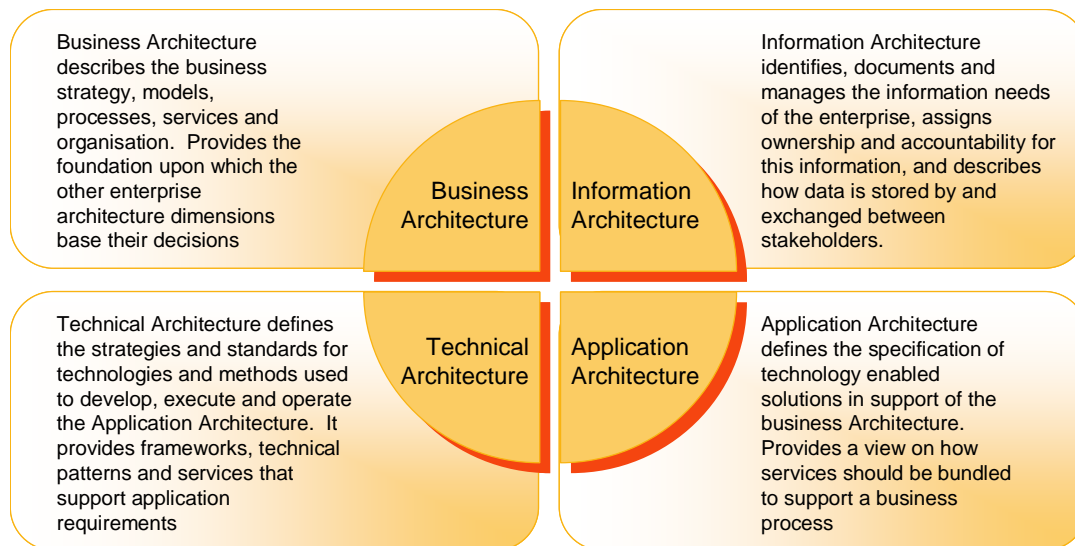 Business Architecture
describes the business
strategy, models,
processes, services and
organisation.  Provides the
foundation upon which the
other enterprise
architecture dimensions
base their decisions
Information Architecture
identifies, documents and
manages the information needs
of the enterprise, assigns
ownership and accountability for
this information, and describes
how data is stored by and
exchanged between
stakeholders.
Business
Architecture
Information
Architecture
Technical
Architecture
Application
Architecture
Technical Architecture defines
the strategies and standards for
technologies and methods used
to develop, execute and operate
the Application Architecture.  It
provides frameworks, technical
patterns and services that
support application
requirements
Application Architecture
defines the specification of
technology enabled
solutions in support of the
business Architecture.
Provides a view on how
services should be bundled
to support a business
process